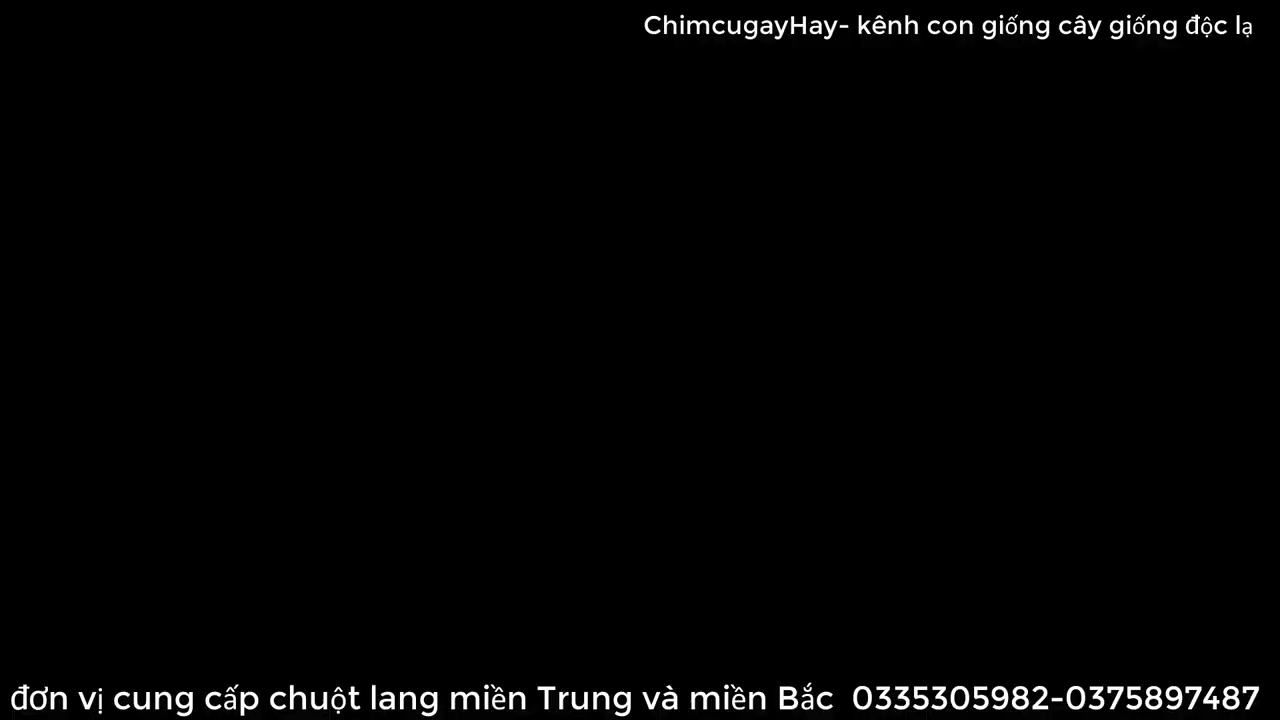 ChimcugayHay- kênh con giống cây giống độc lạ
đơn vị cung cấp chuột lang miền Trung và miền Bắc 0335305982-0375897487